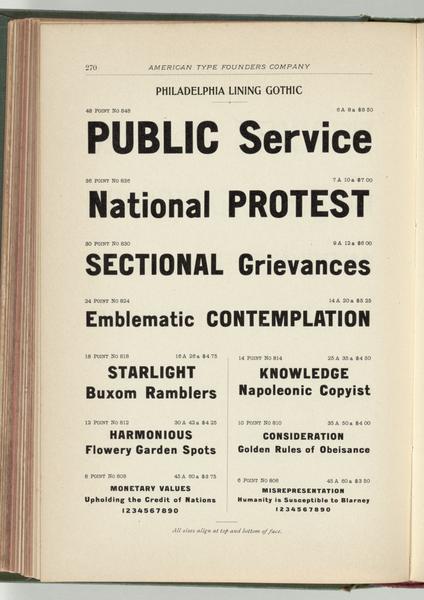 270
AMERICAN TYPE FOUNDERS COMPANY
PHILADELPHIA LINING GOTHIC
48 POINT NO 848 6 A 8 a $8 50
PUBLIC Service
36 POINT NO 836 7 A 10 a $7 00
National PROTEST
30 POINT NO 830 9 A 12 a $6 00
SECTIONAL Grievances
24 POINT NO 824 14 A 20 a $5 25
Emblematic CONTEMPLATION
18 POINT NO 818 16 A 26 a $4 75
STARLIGHT
Buxom Ramblers
14 POINT NO 814 25 A 35 a $4 50
KNOWLEDGE
Napoleonic Copyist
12 POINT NO 812 30 A 42 a $4 25
HARMONIOUS
Flowery Garden Spots
10 POINT NO 810 35 A 50 a $4 00
CONSIDERATION
Golden Rules of Obeisance
8 POINT NO 808 45 A 60 a $3 75
MONETARY VALUES
Upholding the Credit of Nations
1234567890
6 POINT NO 806 45 A 60 a $3 50
MISREPRESENTATION
Humanity is Susceptible to Blarney
1234567890
All sizes align at top and bottom of face.